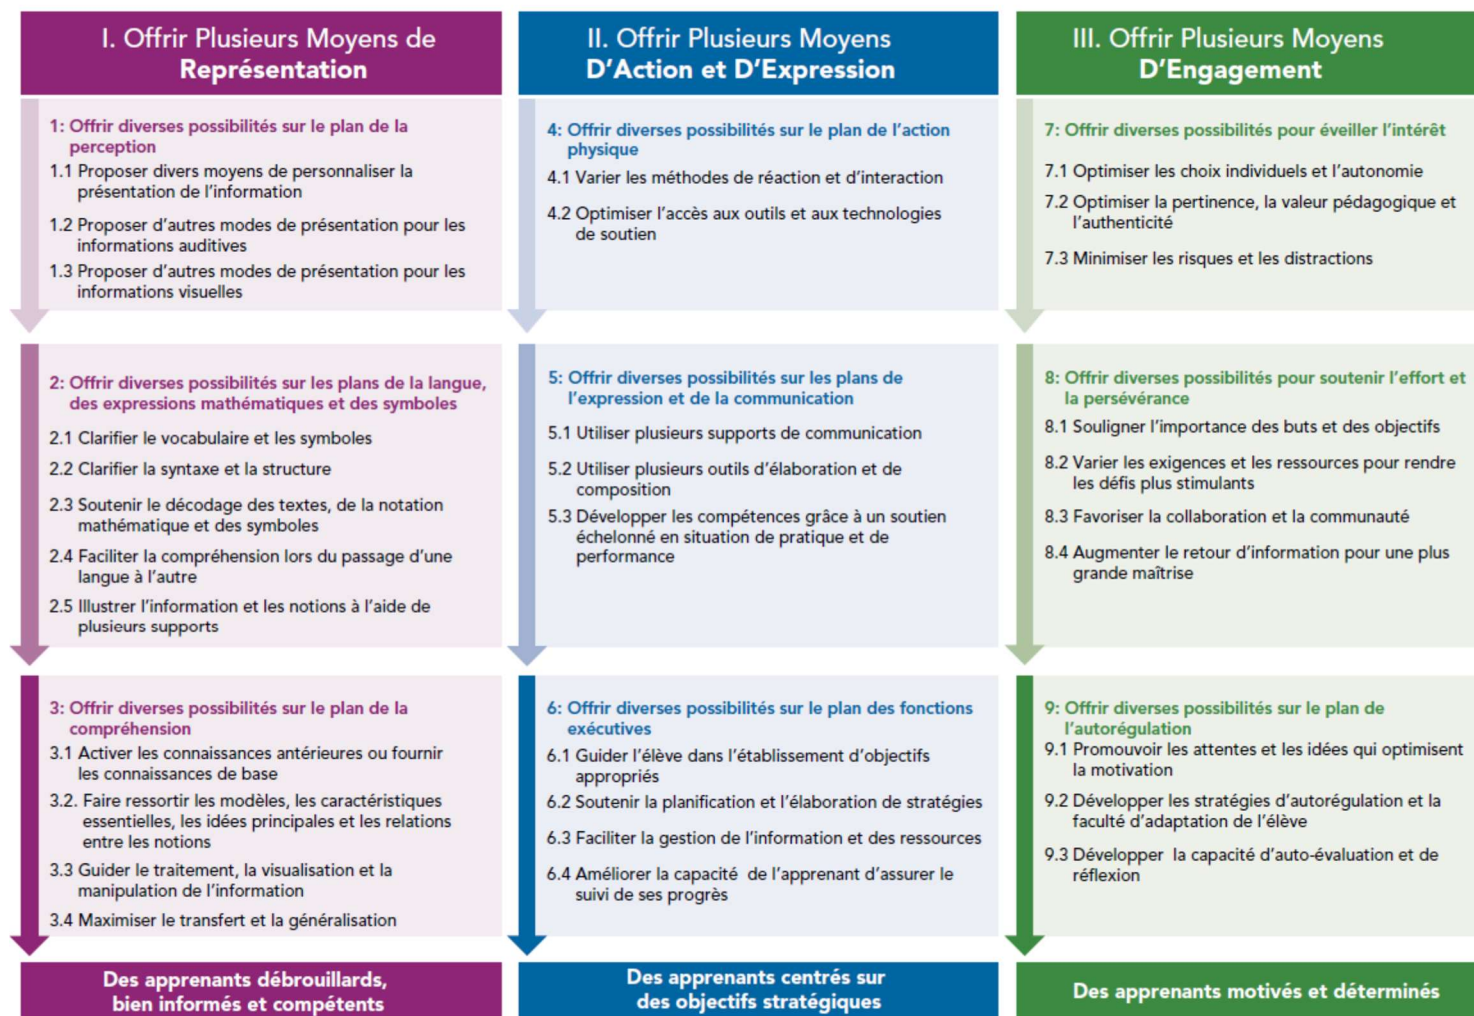 I. Offrir Plusieurs Moyens de
Représentation
1: Offrir diverses possibilités sur le plan de la
perception
1.1 Proposer divers moyens de personnaliser la
présentation de l'information
1.2 Proposer d'autres modes de présentation pour les
informations auditives
1.3 Proposer d'autres modes de présentation pour les
informations visuelles
2: Offrir diverses possibilités sur les plans de la langue,
des expressions mathématiques et des symboles
2.1 Clarifier le vocabulaire et les symboles
2.2 Clarifier la syntaxe et la structure
2.3 Soutenir le décodage des textes, de la notation
mathématique et des symboles
2.4 Faciliter la compréhension lors du passage d'une
langue à l'autre
2.5 Illustrer l'information et les notions à l'aide de
plusieurs supports
3: Offrir diverses possibilités sur le plan de la
compréhension
3.1 Activer les connaissances antérieures ou fournir
les connaissances de base
3.2. Faire ressortir les modèles, les caractéristiques
essentielles, les idées principales et les relations
entre les notions
3.3 Guider le traitement, la visualisation et la
manipulation de l'information
3.4 Maximiser le transfert et la généralisation
Des apprenants débrouillards,
bien informés et compétents
II. Offrir Plusieurs Moyens
D'Action et D'Expression
4: Offrir diverses possibilités sur le plan de l'action
physique
4.1 Varier les méthodes de réaction et d'interaction
4.2 Optimiser l'accès aux outils et aux technologies
de soutien
5: Offrir diverses possibilités sur les plans de
l'expression et de la communication
5.1 Utiliser plusieurs supports de communication
5.2 Utiliser plusieurs outils d'élaboration et de
composition
5.3 Développer les compétences grâce à un soutien
échelonné en situation de pratique et de
performance
6: Offrir diverses possibilités sur le plan des fonctions
exécutives
6.1 Guider l'élève dans l'établissement d'objectifs
appropriés
6.2 Soutenir la planification et l'élaboration de stratégies
6.3 Faciliter la gestion de l'information et des ressources
6.4 Améliorer la capacité de l'apprenant d'assurer le
suivi de ses progrès
Des apprenants centrés sur
des objectifs stratégiques
III. Offrir Plusieurs Moyens
D'Engagement
7: Offrir diverses possibilités pour éveiller l'intérêt
7.1 Optimiser les choix individuels et l'autonomie
7.2 Optimiser la pertinence, la valeur pédagogique et
l'authenticité
7.3 Minimiser les risques et les distractions
8: Offrir diverses possibilités pour soutenir l'effort et
la persévérance
8.1 Souligner l'importance des buts et des objectifs
8.2 Varier les exigences et les ressources pour rendre
les défis plus stimulants
8.3 Favoriser la collaboration et la communauté
8.4 Augmenter le retour d'information pour une plus
grande maîtrise
9: Offrir diverses possibilités sur le plan de
l'autorégulation
9.1 Promouvoir les attentes et les idées qui optimisent
la motivation
9.2 Développer les stratégies d'autorégulation et la
faculté d'adaptation de l'élève
9.3 Développer la capacité d'auto-évaluation et de
réflexion
Des apprenants motivés et déterminés